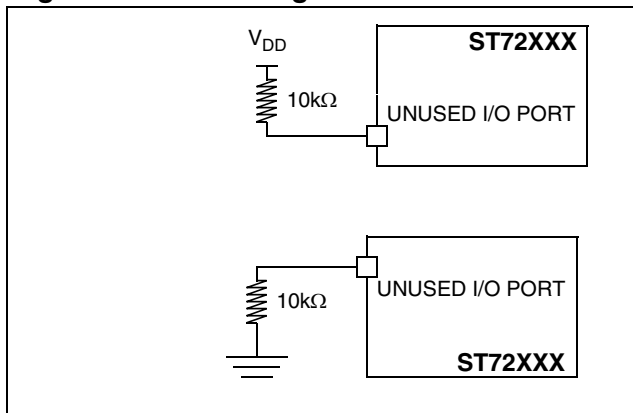 V_DD
ST72XXX
10kΩ
UNUSED I/O PORT
UNUSED I/O PORT
10kΩ
ST72XXX